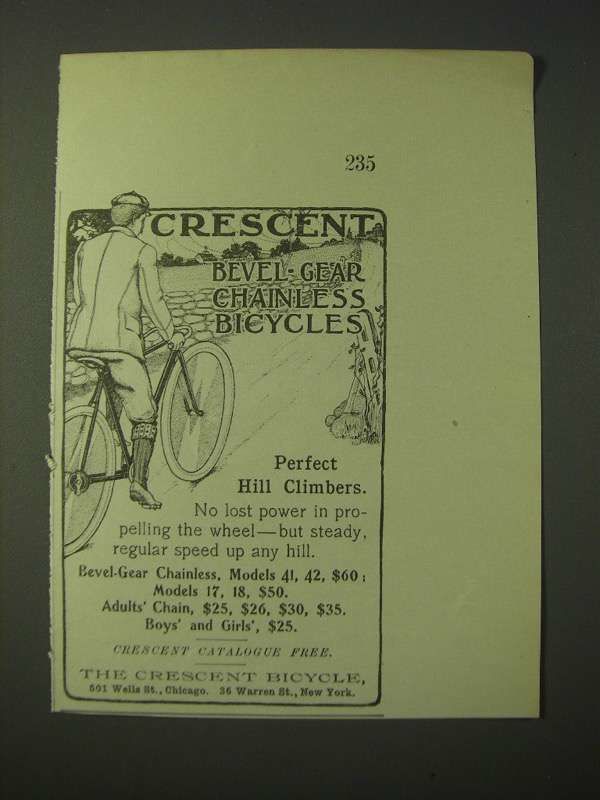 235
CRESCENT
BEVEL-GEAR
CHAINLESS
BICYCLES
Perfect
Hill Climbers.
No lost power in pro-
pelling the wheel—but steady,
regular speed up any hill.
Bevel-Gear Chainless, Models 41, 42, $60;
Models 17, 18, $50.
Adults' Chain, $25, $26, $30, $35.
Boys' and Girls', $25.
CRESCENT CATALOGUE FREE.
THE CRESCENT BICYCLE,
501 Wells St., Chicago. 36 Warren St., New York.